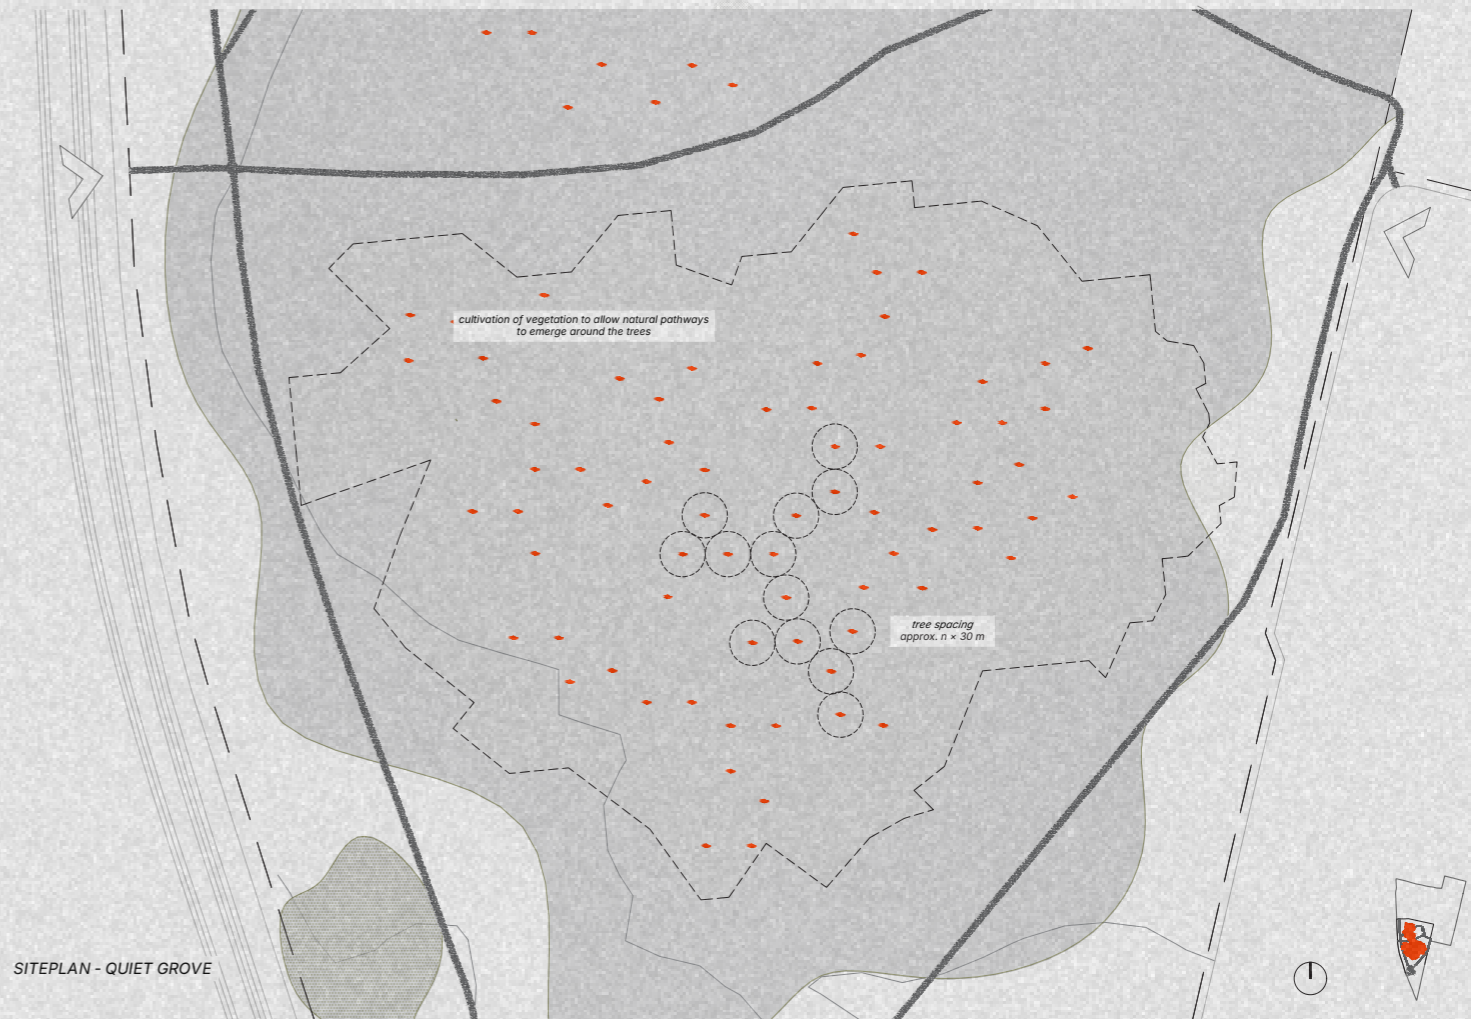 cultivation of vegetation to allow natural pathways
to emerge around the trees
tree spacing
approx. n × 30 m
SITEPLAN - QUIET GROVE